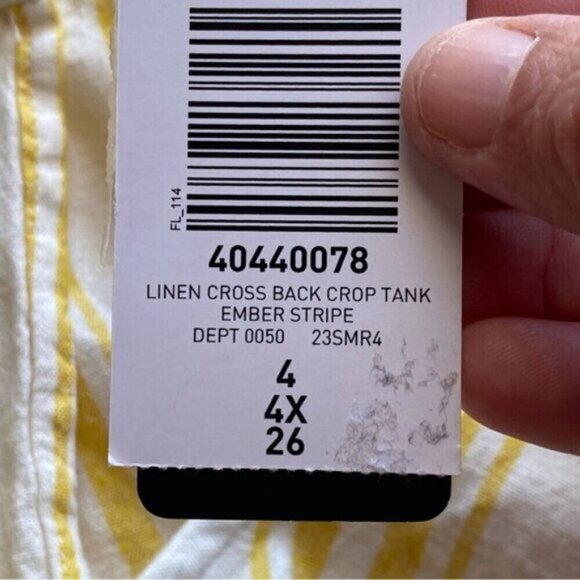 FL_114
40440078
LINEN CROSS BACK CROP TANK
EMBER STRIPE
DEPT 0050 23SMR4
4
4X
26